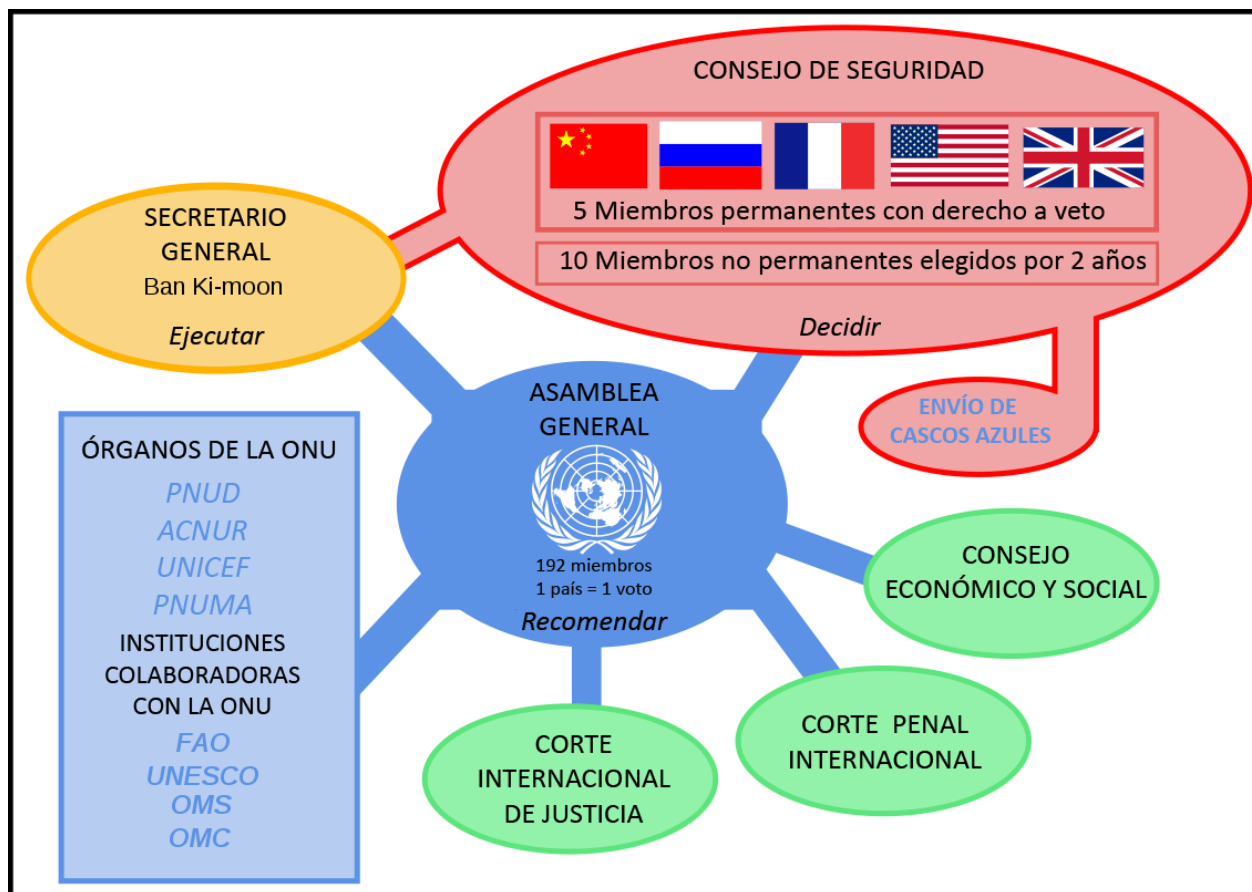 CONSEJO DE SEGURIDAD
5 Miembros permanentes con derecho a veto
10 Miembros no permanentes elegidos por 2 años
Decidir
SECRETARIO
GENERAL
Ban Ki-moon
Ejecutar
ENVÍO DE
CASCOS AZULES
ASAMBLEA
GENERAL
192 miembros
1 país = 1 voto
Recomendar
ÓRGANOS DE LA ONU
PNUD
ACNUR
UNICEF
PNUMA
INSTITUCIONES
COLABORADORAS
CON LA ONU
FAO
UNESCO
OMS
OMC
CONSEJO
ECONÓMICO Y SOCIAL
CORTE PENAL
INTERNACIONAL
CORTE
INTERNACIONAL
DE JUSTICIA